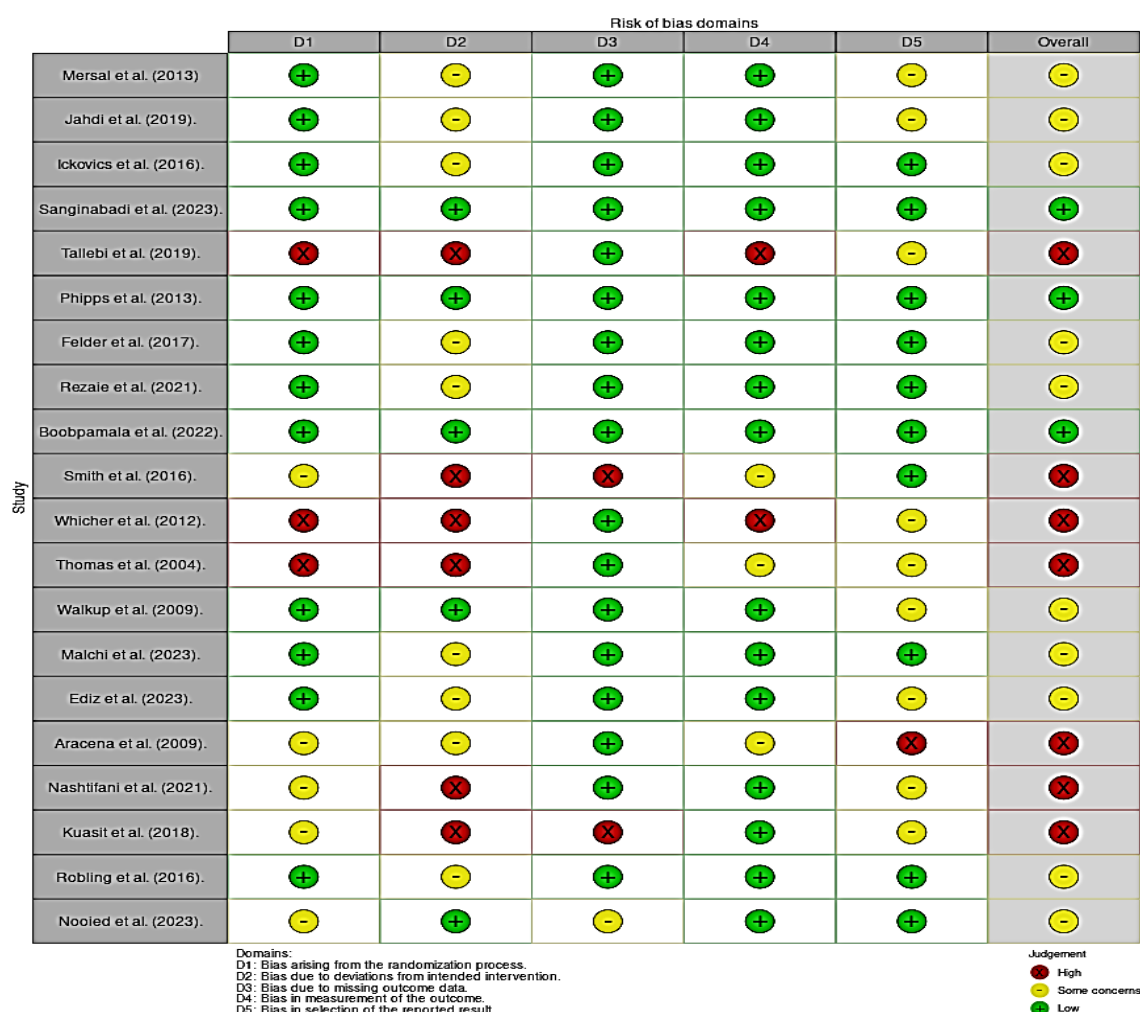 Risk of bias domains
D1 D2 D3 D4 D5 Overall
Study
Mersal et al. (2013)
Jahdi et al. (2019).
Ickovics et al. (2016).
Sanginabadi et al. (2023).
Tallebi et al. (2019).
Phipps et al. (2013).
Felder et al. (2017).
Rezaie et al. (2021).
Boobpamala et al. (2022).
Smith et al. (2016).
Whicher et al. (2012).
Thomas et al. (2004).
Walkup et al. (2009).
Malchi et al. (2023).
Ediz et al. (2023).
Aracena et al. (2009).
Nashtifani et al. (2021).
Kuasit et al. (2018).
Robling et al. (2016).
Nooied et al. (2023).
Domains:
D1: Bias arising from the randomization process.
D2: Bias due to deviations from intended intervention.
D3: Bias due to missing outcome data.
D4: Bias in measurement of the outcome.
D5: Bias in selection of the reported result.
Judgement
High
Some concerns
Low